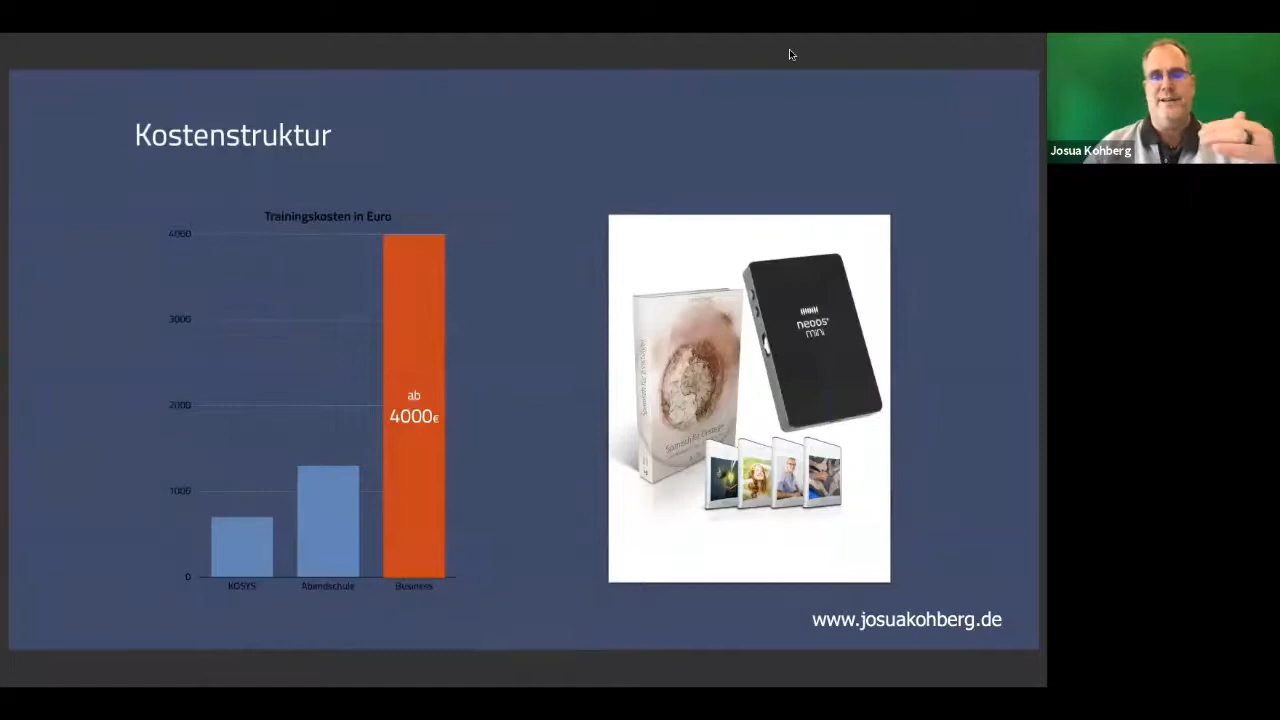 Kostenstruktur
Josua Kohberg
Trainingskosten in Euro
4000
3000
2000
1000
0
ab
4000€
KOSYS
Abendschule
Business
neoos®
mini
www.josuakohberg.de